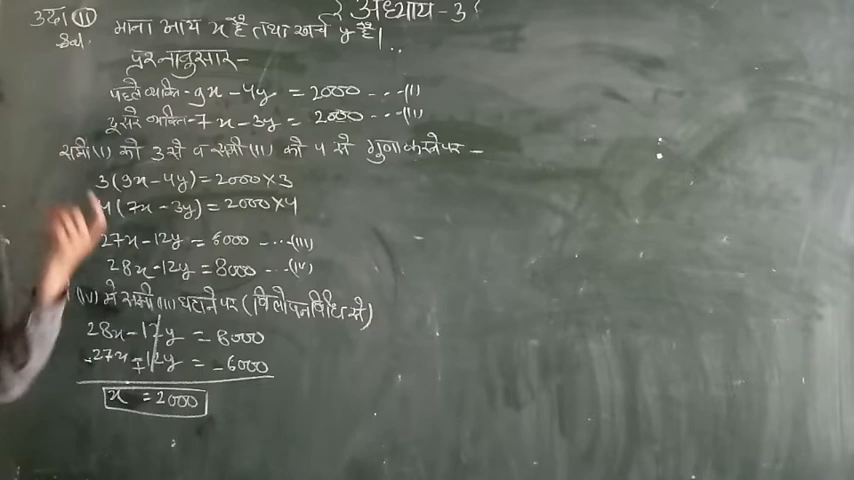 अध्याय-3
उदा (11) माना आय x रू है तथा खर्च y रू है।
Sol.
प्रश्नानुसार-
पहले व्यक्ति-9x-4y = 2000 ---(I)
दूसरे व्यक्ति-7x-3y = 2000 ---(II)
समी(I) को 3 से व समी(II) को 4 से गुणा करने पर -
3(9x-4y)=2000×3
4(7x-3y)=2000×4
27x-12y = 6000 ---(III)
28x-12y = 8000 ---(IV)
(IV) में समी(III) घटाने पर (विलोपन विधि से)
28x-12y = 8000
-27x∓12y = -6000
x = 2000